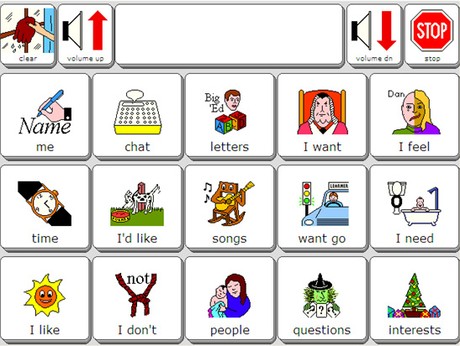 STOP
clear
volume up
volume dn
stop
Name
me
chat
Big
'Ed
A B
letters
I want
Dan
I feel
time
I'd like
songs
LEARNER
want go
I need
I like
not
I don't
people
?
questions
interests